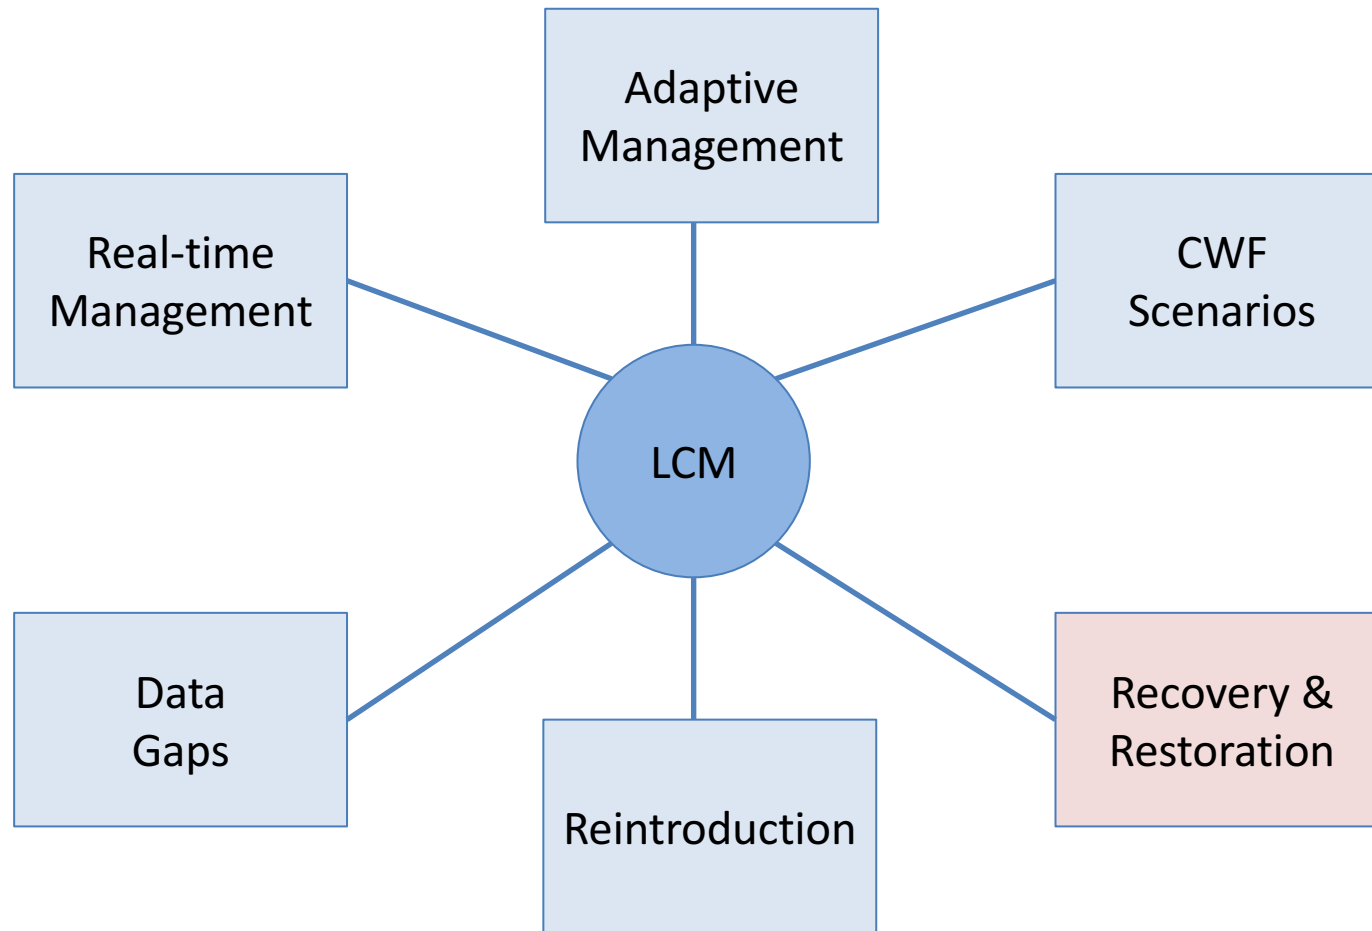 Adaptive
Management
Real-time
Management
CWF
Scenarios
LCM
Data
Gaps
Recovery &
Restoration
Reintroduction